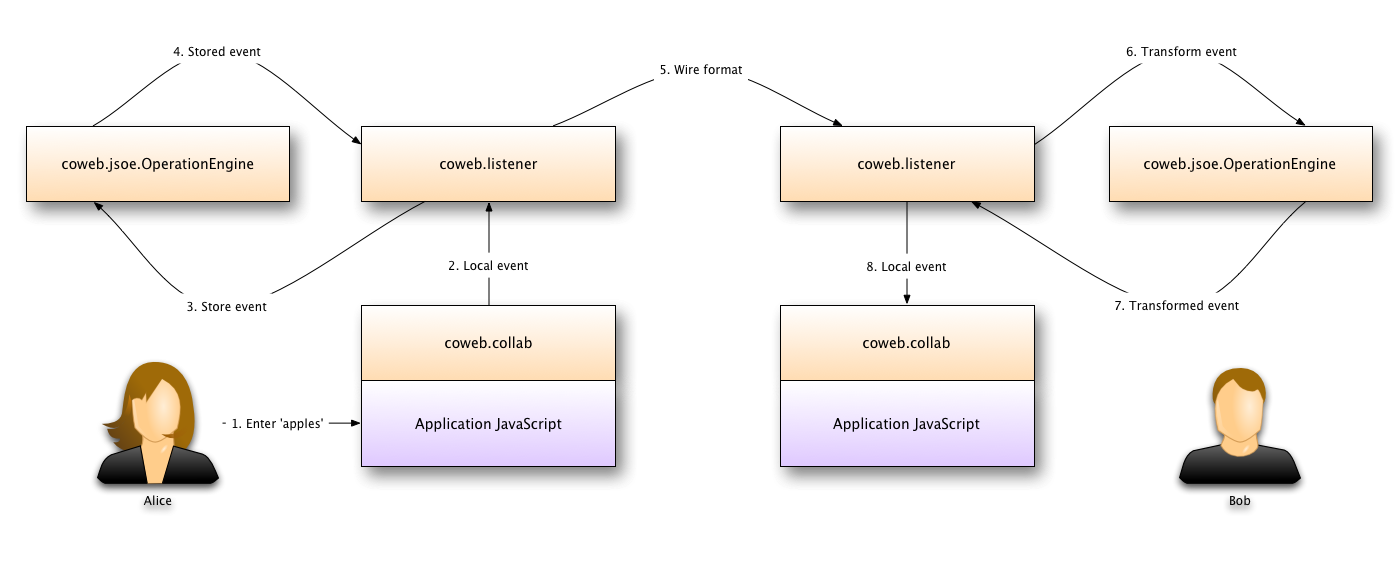 4. Stored event
5. Wire format
6. Transform event
coweb.jsoe.OperationEngine
coweb.listener
coweb.listener
coweb.jsoe.OperationEngine
2. Local event
8. Local event
3. Store event
7. Transformed event
coweb.collab
coweb.collab
- 1. Enter 'apples'
Application JavaScript
Application JavaScript
Alice
Bob